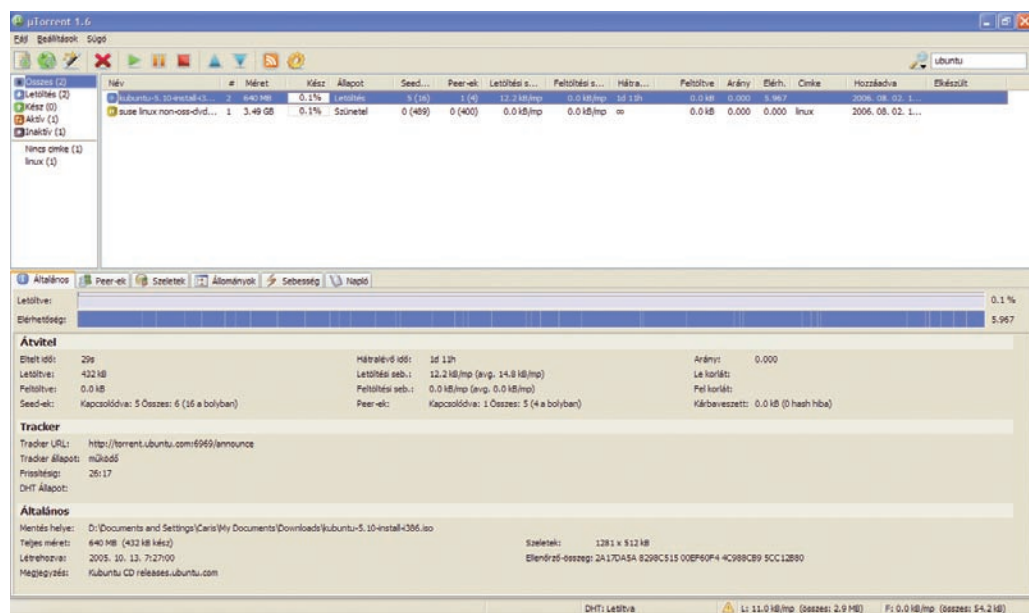 µTorrent 1.6
Fájl Beállítások Súgó
ubuntu
Összes (2)
Letöltés (2)
Kész (0)
Aktív (1)
Inaktív (1)
Nincs cimke (1)
linux (1)
Név # Méret Kész Állapot Seed... Peer-ek Letöltési s... Feltöltési s... Hátra... Feltöltve Arány Elérh. Cimke Hozzáadva Elkészült
kubuntu-5.10-install-i3... 2 640 MB 0.1% Letöltés 5 (16) 1 (4) 12.2 kB/mp 0.0 kB/mp 1d 11h 0.0 kB 0.000 5.967 2006. 08. 02. 1...
suse linux non-oss-dvd... 1 3.49 GB 0.1% Szünetel 0 (489) 0 (400) 0.0 kB/mp 0.0 kB/mp ∞ 0.0 kB 0.000 0.000 linux 2006. 08. 02. 1...
Általános Peer-ek Szeletek Állományok Sebesség Napló
Letöltve: 0.1 %
Elérhetőség: 5.967
Átvitel
Eltelt idő: 29s Hátralévő idő: 1d 11h Arány: 0.000
Letöltve: 432 kB Letöltési seb.: 12.2 kB/mp (avg. 14.8 kB/mp) Le korlát:
Feltöltve: 0.0 kB Feltöltési seb.: 0.0 kB/mp (avg. 0.0 kB/mp) Fel korlát:
Seed-ek: Kapcsolódva: 5 Összes: 6 (16 a bolyban) Peer-ek: Kapcsolódva: 1 Összes: 5 (4 a bolyban) Kárbaveszett: 0.0 kB (0 hash hiba)
Tracker
Tracker URL: http://torrent.ubuntu.com:6969/announce
Tracker állapot: működő
Frissítésig: 26:17
DHT Állapot:
Általános
Mentés helye: D:\Documents and Settings\Caris\My Documents\Downloads\kubuntu-5.10-install-i386.iso
Teljes méret: 640 MB (432 kB kész) Szeletek: 1281 x 512 kB
Létrehozva: 2005. 10. 13. 7:27:00 Ellenőrző-összeg: 2A17DA5A 8298C515 00EF60F4 4C988CB9 5CC12B80
Megjegyzés: Kubuntu CD releases.ubuntu.com
DHT: Letiltva L: 11.0 kB/mp (összes: 2.9 MB) F: 0.0 kB/mp (összes: 54.2 kB)